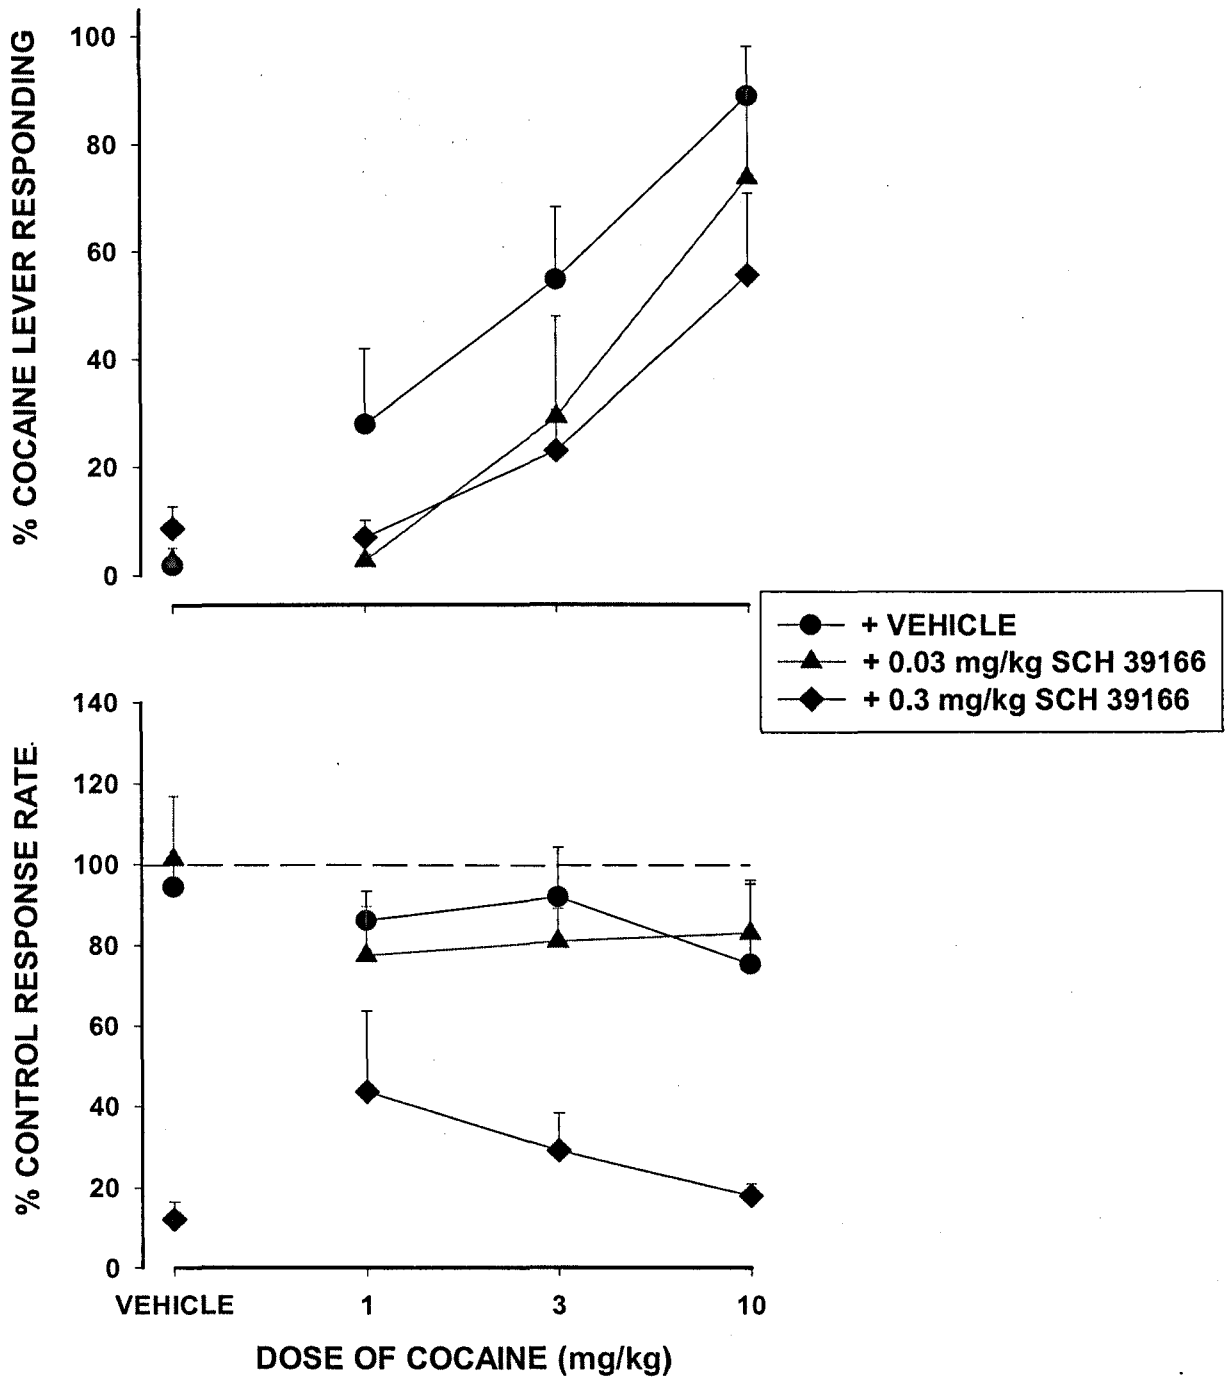 % COCAINE LEVER RESPONDING
100
80
60
40
20
0
+ VEHICLE
+ 0.03 mg/kg SCH 39166
+ 0.3 mg/kg SCH 39166
% CONTROL RESPONSE RATE
140
120
100
80
60
40
20
0
VEHICLE 1 3 10
DOSE OF COCAINE (mg/kg)